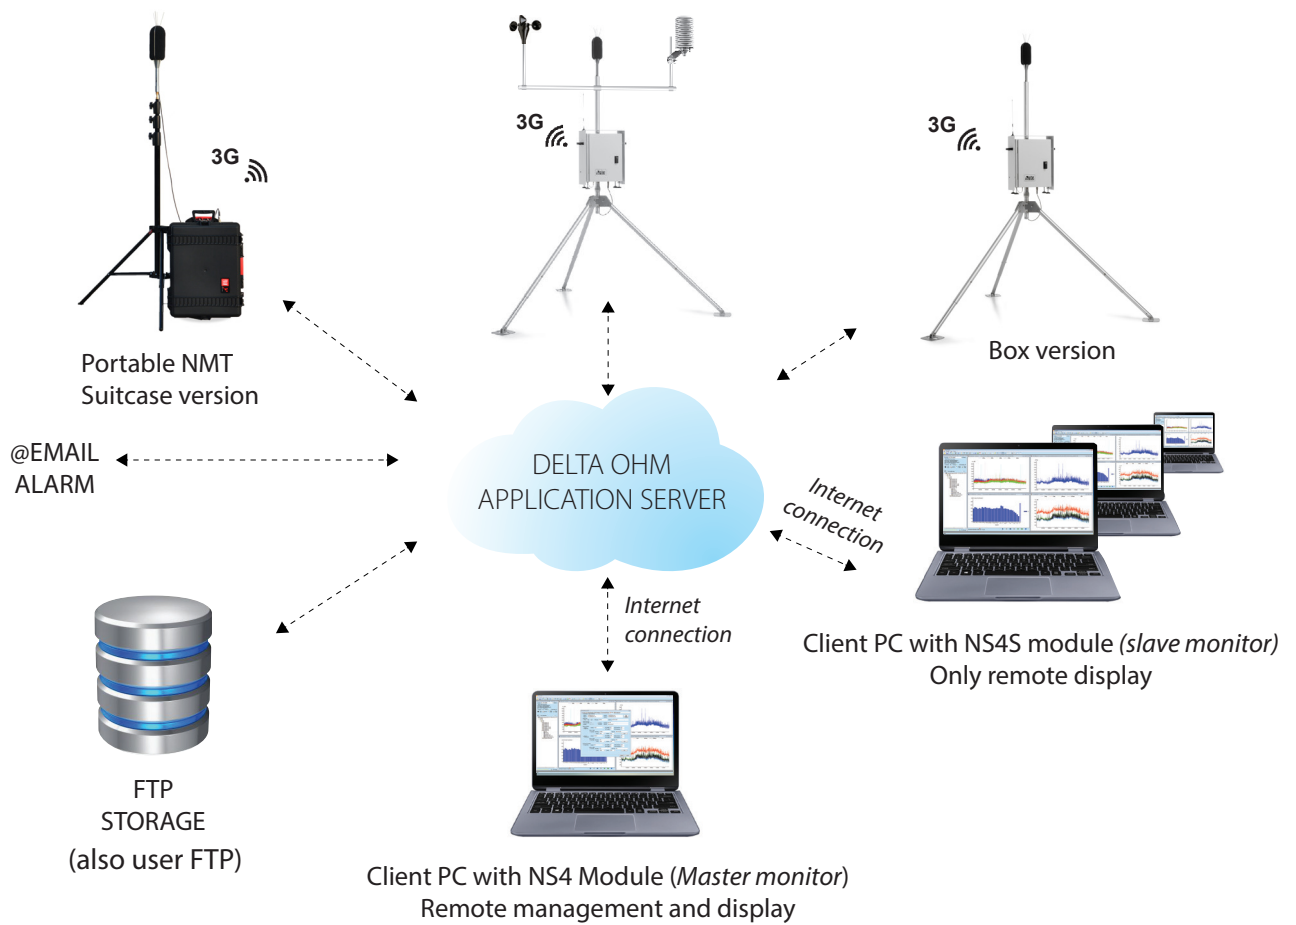 3G
3G
3G
Portable NMT
Suitcase version
Box version
@EMAIL
ALARM
DELTA OHM
APPLICATION SERVER
Internet
connection
Internet
connection
Client PC with NS4S module (slave monitor)
Only remote display
FTP
STORAGE
(also user FTP)
Client PC with NS4 Module (Master monitor)
Remote management and display